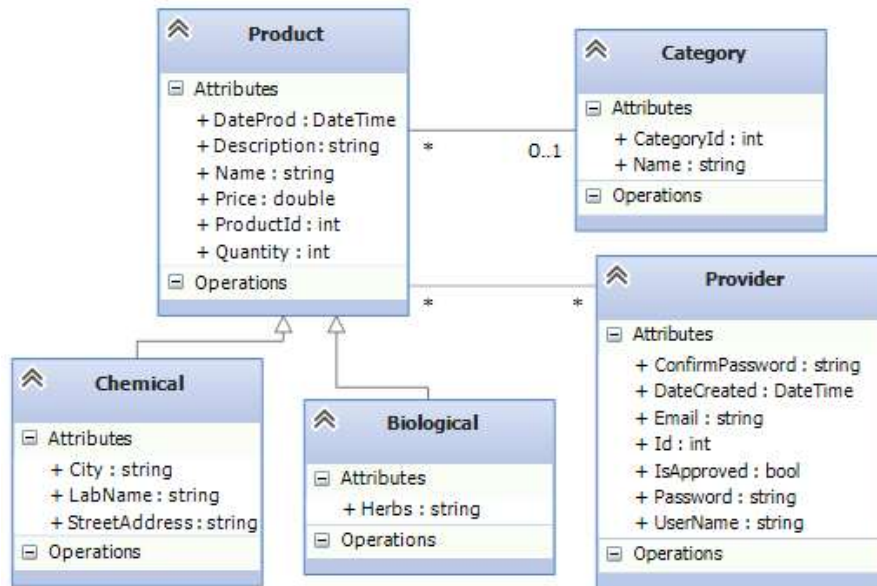 Product
Attributes
+ DateProd : DateTime
+ Description : string
+ Name : string
+ Price : double
+ ProductId : int
+ Quantity : int
Operations
* 0..1
Category
Attributes
+ CategoryId : int
+ Name : string
Operations
* *
Provider
Attributes
+ ConfirmPassword : string
+ DateCreated : DateTime
+ Email : string
+ Id : int
+ IsApproved : bool
+ Password : string
+ UserName : string
Operations
Chemical
Attributes
+ City : string
+ LabName : string
+ StreetAddress : string
Operations
Biological
Attributes
+ Herbs : string
Operations